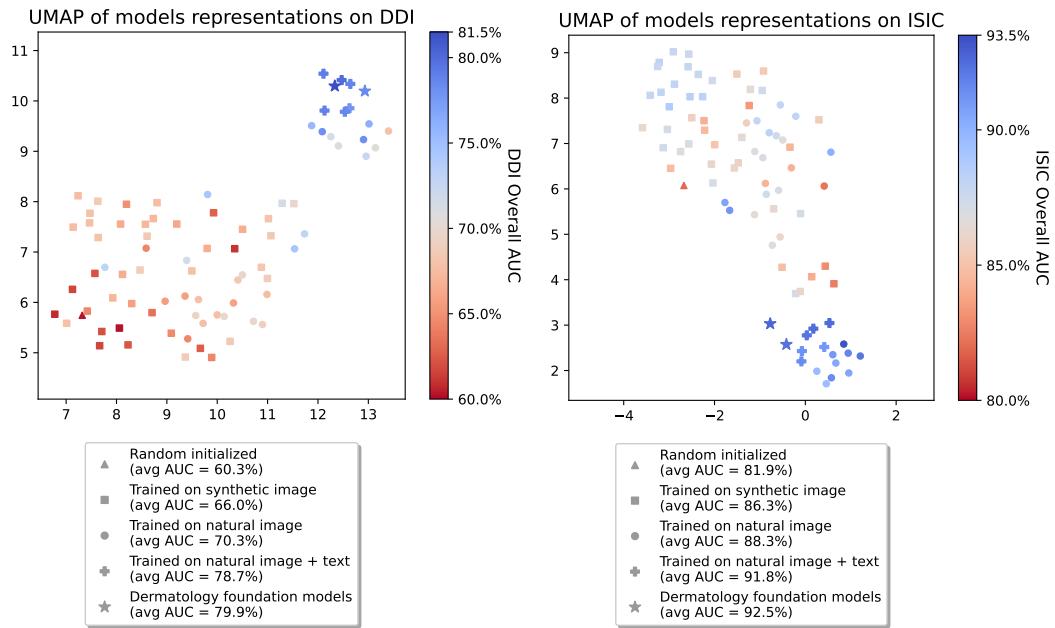 UMAP of models representations on DDI
11
10
9
8
7
6
5
7
8
9
10
11
12
13
81.5%
80.0%
75.0%
70.0%
65.0%
60.0%
DDI Overall AUC
Random initialized
(avg AUC = 60.3%)
Trained on synthetic image
(avg AUC = 66.0%)
Trained on natural image
(avg AUC = 70.3%)
Trained on natural image + text
(avg AUC = 78.7%)
Dermatology foundation models
(avg AUC = 79.9%)
UMAP of models representations on ISIC
9
8
7
6
5
4
3
2
−4
−2
0
2
93.5%
90.0%
85.0%
80.0%
ISIC Overall AUC
Random initialized
(avg AUC = 81.9%)
Trained on synthetic image
(avg AUC = 86.3%)
Trained on natural image
(avg AUC = 88.3%)
Trained on natural image + text
(avg AUC = 91.8%)
Dermatology foundation models
(avg AUC = 92.5%)